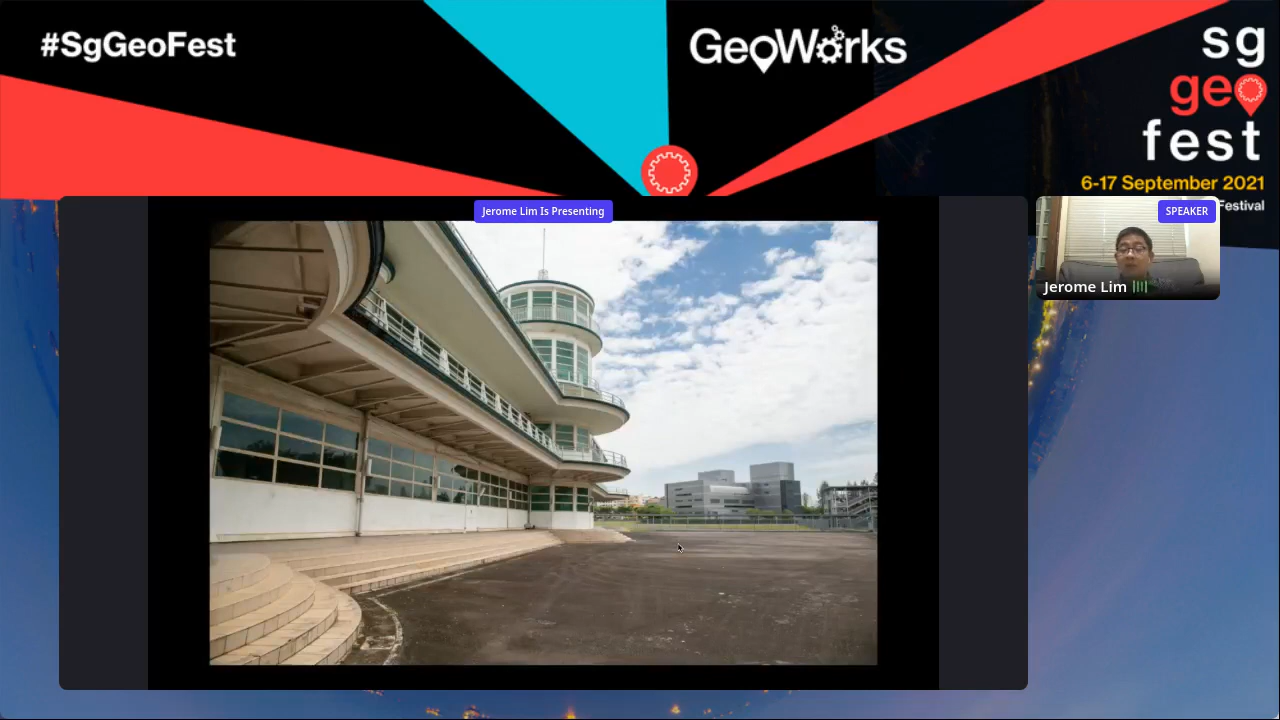 #SgGeoFest
GeoWorks
sg
geo
fest
6-17 September 2021
Festival
Jerome Lim Is Presenting
SPEAKER
Jerome Lim